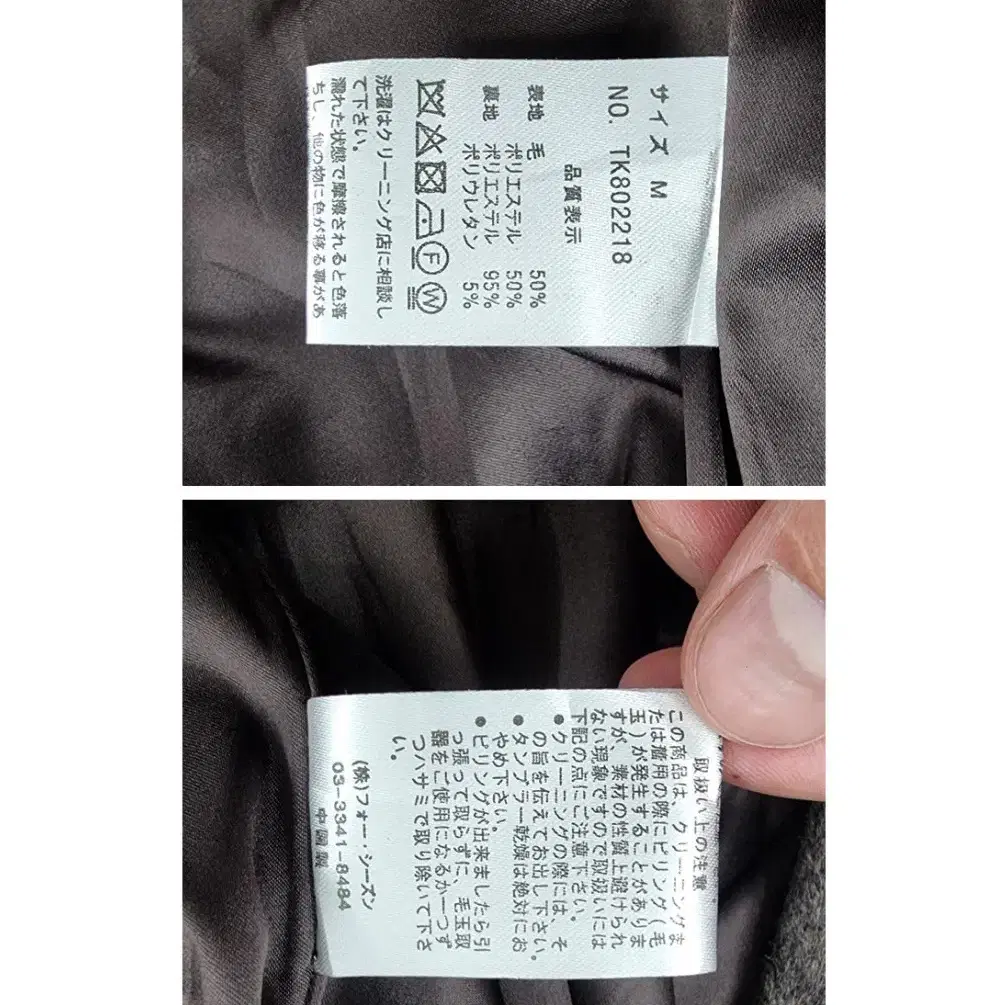 サイズ M
NO. TK802218
品質表示
表地 毛 50%
ポリエステル 50%
裏地 ポリエステル 95%
ポリウレタン 5%
F W
洗濯はクリーニング店に相談し
て下さい。
濡れた状態で摩擦されると色落
ちし、他の物に色が移る事があ
取扱い上の注意
この商品は、クリーニングま
たは着用の際にピリング(毛
玉)が発生することがありま
すが、素材の性質上避けられ
ない現象ですので取扱いには
下記の点にご注意下さい。
●クリーニングの際には、そ
の旨を伝えてお出し下さい。
●タンブラー乾燥は絶対にお
やめ下さい。
●ピリングが出来ましたら引
っ張って取らずに、毛玉取
器をご使用になるか一つず
つハサミで取り除いて下さ
い。
(株)フォー・シーズン
03-3341-8484
中国製